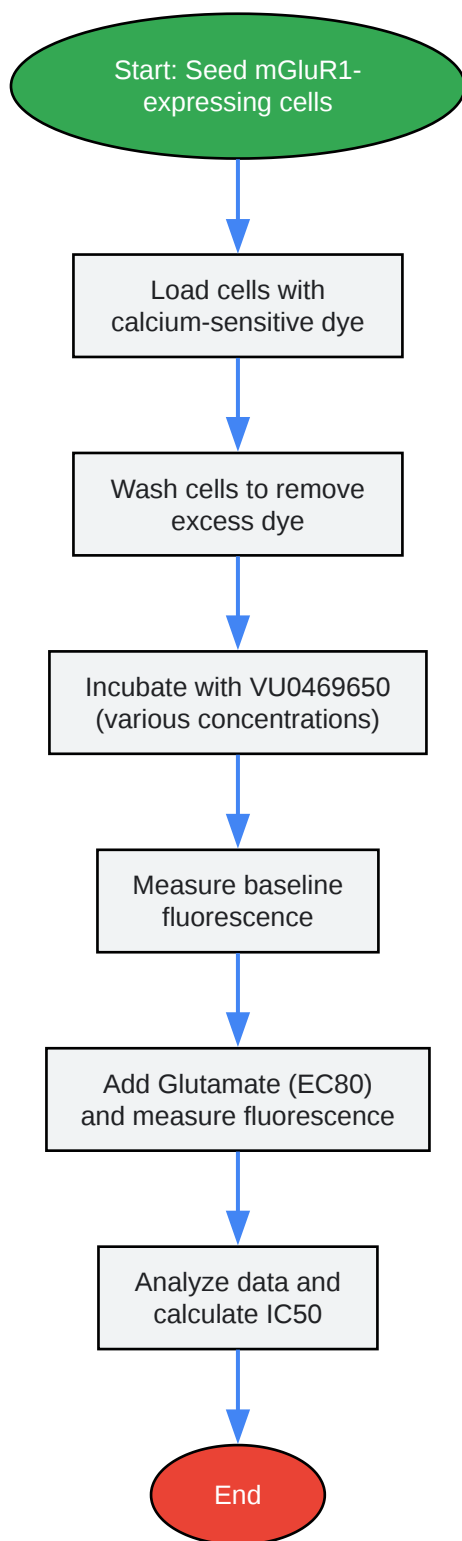 Start: Seed mGluR1-
expressing cells
Load cells with
calcium-sensitive dye
Wash cells to remove
excess dye
Incubate with VU0469650
(various concentrations)
Measure baseline
fluorescence
Add Glutamate (EC80)
and measure fluorescence
Analyze data and
calculate IC50
End